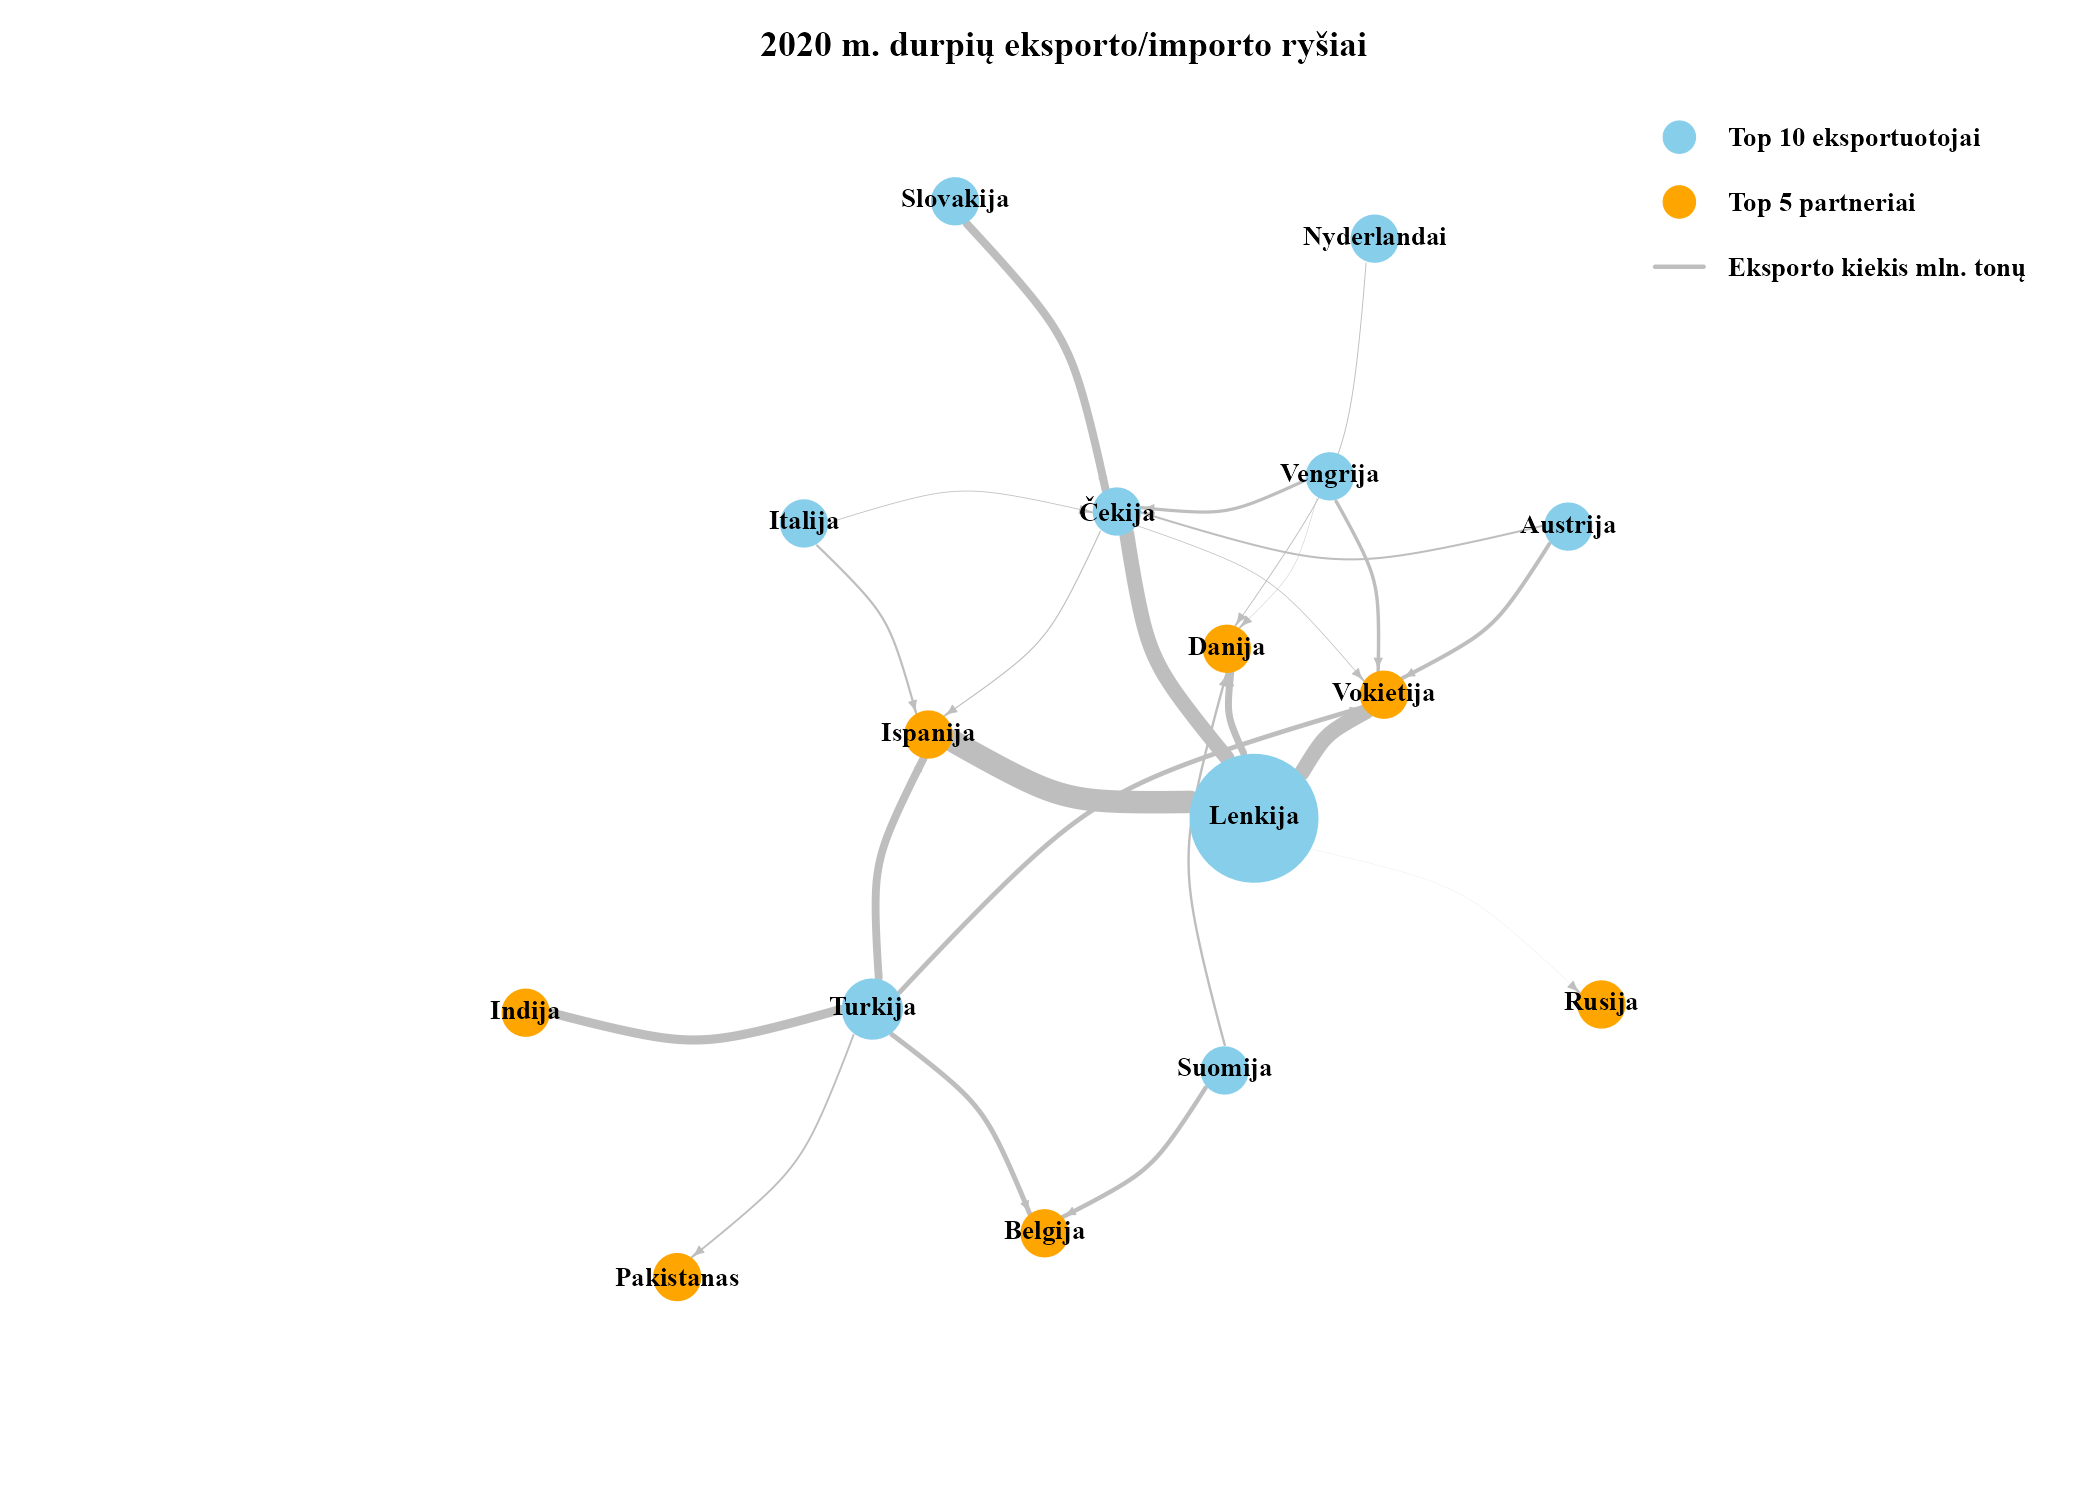 2020 m. durpių eksporto/importo ryšiai
Top 10 eksportuotojai
Top 5 partneriai
Eksporto kiekis mln. tonų
Slovakija
Nyderlandai
Vengrija
Čekija
Italija
Austrija
Danija
Vokietija
Ispanija
Lenkija
Rusija
Turkija
Indija
Suomija
Belgija
Pakistanas